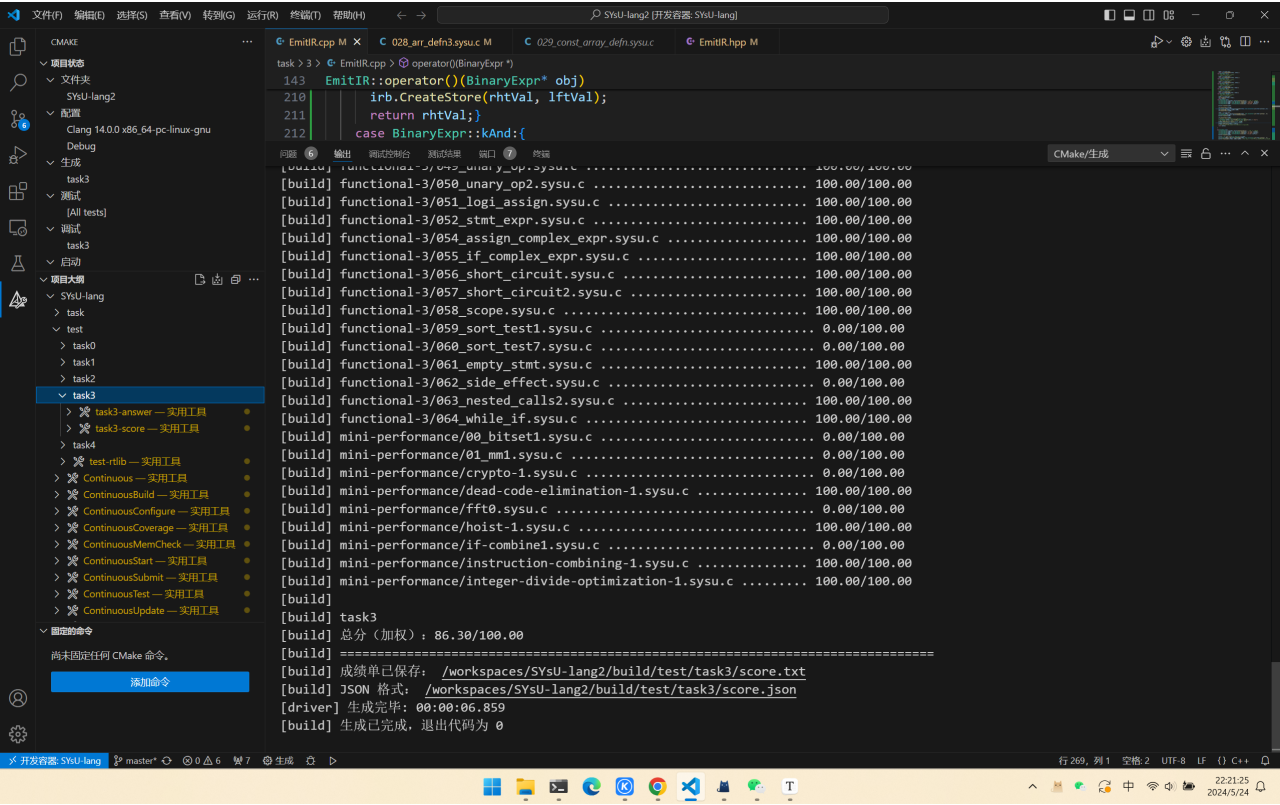 文件(F) 编辑(E) 选择(S) 查看(V) 转到(G) 运行(R) 终端(T) 帮助(H) SYsU-lang2 [开发容器: SYsU-lang]
CMAKE
项目状态
文件夹
SYsU-lang2
配置
Clang 14.0.0 x86_64-pc-linux-gnu
Debug
生成
task3
测试
[All tests]
调试
task3
启动
项目大纲
SYsU-lang
task
test
task0
task1
task2
task3
task3-answer — 实用工具
task3-score — 实用工具
task4
test-rtlib — 实用工具
Continuous — 实用工具
ContinuousBuild — 实用工具
ContinuousConfigure — 实用工具
ContinuousCoverage — 实用工具
ContinuousMemCheck — 实用工具
ContinuousStart — 实用工具
ContinuousSubmit — 实用工具
ContinuousTest — 实用工具
ContinuousUpdate — 实用工具
固定的命令
尚未固定任何 CMake 命令。
添加命令
6
EmitIR.cpp M 028_arr_defn3.sysu.c M 029_const_array_defn.sysu.c EmitIR.hpp M
task > 3 > EmitIR.cpp > operator()(BinaryExpr *)
143 EmitIR::operator()(BinaryExpr* obj)
210 irb.CreateStore(rhtVal, lftVal);
211 return rhtVal;}
212 case BinaryExpr::kAnd:{
问题 6 输出 调试控制台 测试结果 端口 7 终端 CMake/生成
[build] functional-3/049_unary_op.sysu.c .............................. 100.00/100.00
[build] functional-3/050_unary_op2.sysu.c ............................. 100.00/100.00
[build] functional-3/051_logi_assign.sysu.c ........................... 100.00/100.00
[build] functional-3/052_stmt_expr.sysu.c ............................. 100.00/100.00
[build] functional-3/054_assign_complex_expr.sysu.c ................... 100.00/100.00
[build] functional-3/055_if_complex_expr.sysu.c ....................... 100.00/100.00
[build] functional-3/056_short_circuit.sysu.c ......................... 100.00/100.00
[build] functional-3/057_short_circuit2.sysu.c ........................ 100.00/100.00
[build] functional-3/058_scope.sysu.c ................................. 100.00/100.00
[build] functional-3/059_sort_test1.sysu.c ............................. 0.00/100.00
[build] functional-3/060_sort_test7.sysu.c ............................. 0.00/100.00
[build] functional-3/061_empty_stmt.sysu.c ............................ 100.00/100.00
[build] functional-3/062_side_effect.sysu.c ............................ 0.00/100.00
[build] functional-3/063_nested_calls2.sysu.c ......................... 100.00/100.00
[build] functional-3/064_while_if.sysu.c .............................. 100.00/100.00
[build] mini-performance/00_bitset1.sysu.c ............................. 0.00/100.00
[build] mini-performance/01_mm1.sysu.c ................................. 0.00/100.00
[build] mini-performance/crypto-1.sysu.c ............................... 0.00/100.00
[build] mini-performance/dead-code-elimination-1.sysu.c ............... 100.00/100.00
[build] mini-performance/fft0.sysu.c ................................... 0.00/100.00
[build] mini-performance/hoist-1.sysu.c ............................... 100.00/100.00
[build] mini-performance/if-combine1.sysu.c ............................ 0.00/100.00
[build] mini-performance/instruction-combining-1.sysu.c ............... 100.00/100.00
[build] mini-performance/integer-divide-optimization-1.sysu.c ......... 100.00/100.00
[build]
[build] task3
[build] 总分（加权）：86.30/100.00
[build] ================================================================================
[build] 成绩单已保存： /workspaces/SYsU-lang2/build/test/task3/score.txt
[build] JSON 格式： /workspaces/SYsU-lang2/build/test/task3/score.json
[driver] 生成完毕: 00:00:06.859
[build] 生成已完成，退出代码为 0
开发容器: SYsU-lang master* 0 6 7 生成 行 269，列 1 空格: 2 UTF-8 LF {} C++
中 22:21:25
2024/5/24